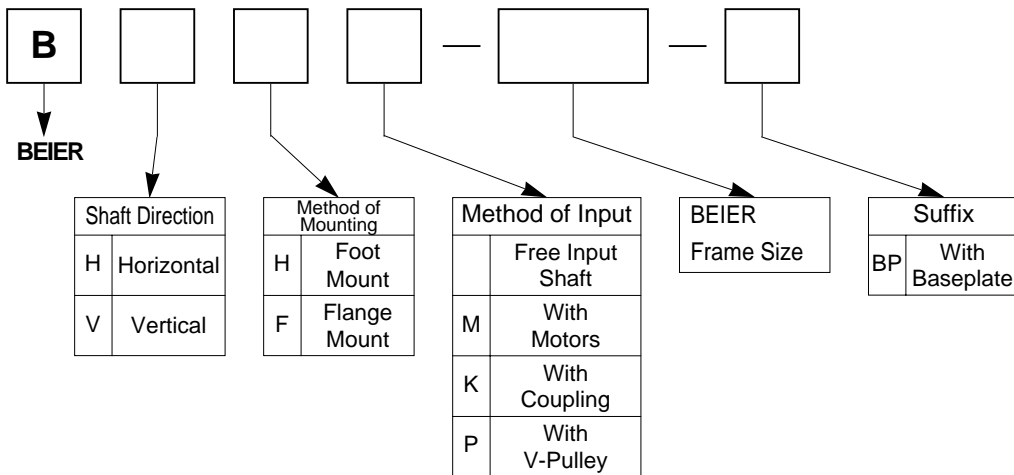 B
BEIER
Shaft Direction
H Horizontal
V Vertical
Method of
Mounting
H Foot
Mount
F Flange
Mount
Method of Input
Free Input
Shaft
M With
Motors
K With
Coupling
P With
V-Pulley
BEIER
Frame Size
Suffix
BP With
Baseplate